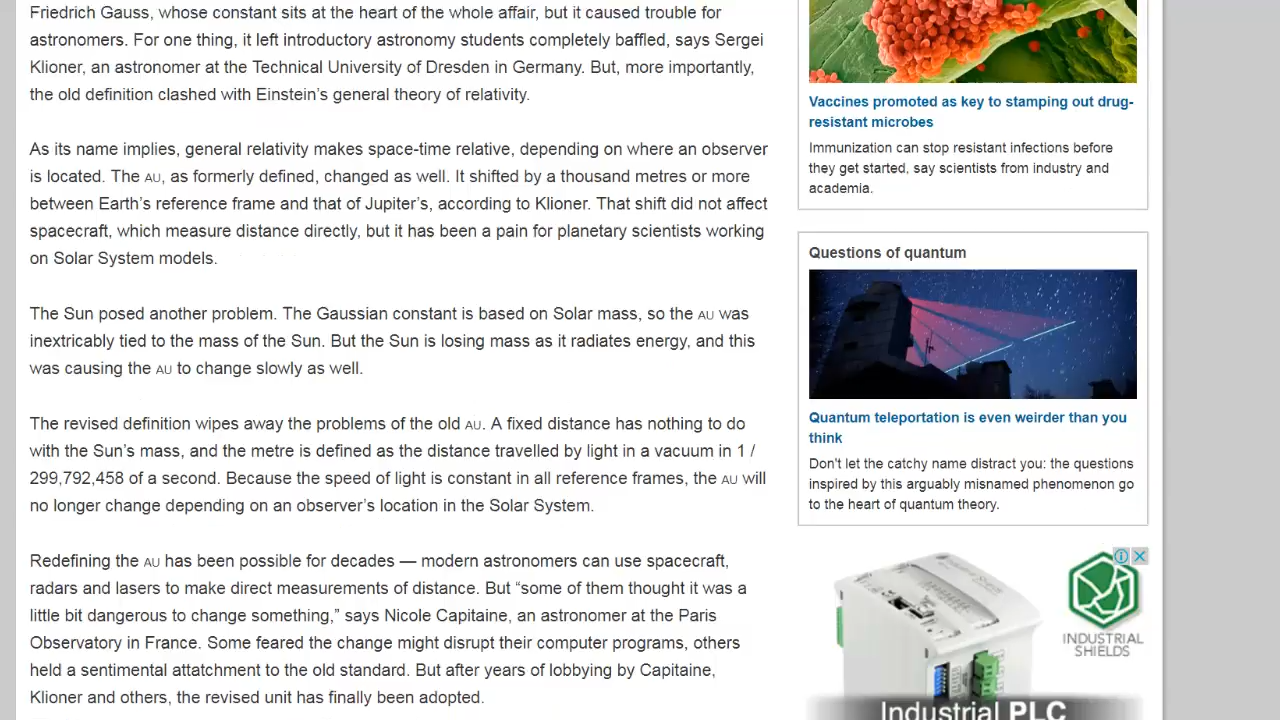 Friedrich Gauss, whose constant sits at the heart of the whole affair, but it caused trouble for
astronomers. For one thing, it left introductory astronomy students completely baffled, says Sergei
Klioner, an astronomer at the Technical University of Dresden in Germany. But, more importantly,
the old definition clashed with Einstein’s general theory of relativity.
As its name implies, general relativity makes space-time relative, depending on where an observer
is located. The AU, as formerly defined, changed as well. It shifted by a thousand metres or more
between Earth’s reference frame and that of Jupiter’s, according to Klioner. That shift did not affect
spacecraft, which measure distance directly, but it has been a pain for planetary scientists working
on Solar System models.
The Sun posed another problem. The Gaussian constant is based on Solar mass, so the AU was
inextricably tied to the mass of the Sun. But the Sun is losing mass as it radiates energy, and this
was causing the AU to change slowly as well.
The revised definition wipes away the problems of the old AU. A fixed distance has nothing to do
with the Sun’s mass, and the metre is defined as the distance travelled by light in a vacuum in 1 /
299,792,458 of a second. Because the speed of light is constant in all reference frames, the AU will
no longer change depending on an observer’s location in the Solar System.
Redefining the AU has been possible for decades — modern astronomers can use spacecraft,
radars and lasers to make direct measurements of distance. But “some of them thought it was a
little bit dangerous to change something,” says Nicole Capitaine, an astronomer at the Paris
Observatory in France. Some feared the change might disrupt their computer programs, others
held a sentimental attatchment to the old standard. But after years of lobbying by Capitaine,
Klioner and others, the revised unit has finally been adopted.
Vaccines promoted as key to stamping out drug-
resistant microbes
Immunization can stop resistant infections before
they get started, say scientists from industry and
academia.
Questions of quantum
Quantum teleportation is even weirder than you
think
Don't let the catchy name distract you: the questions
inspired by this arguably misnamed phenomenon go
to the heart of quantum theory.
INDUSTRIAL
SHIELDS
Industrial PLC